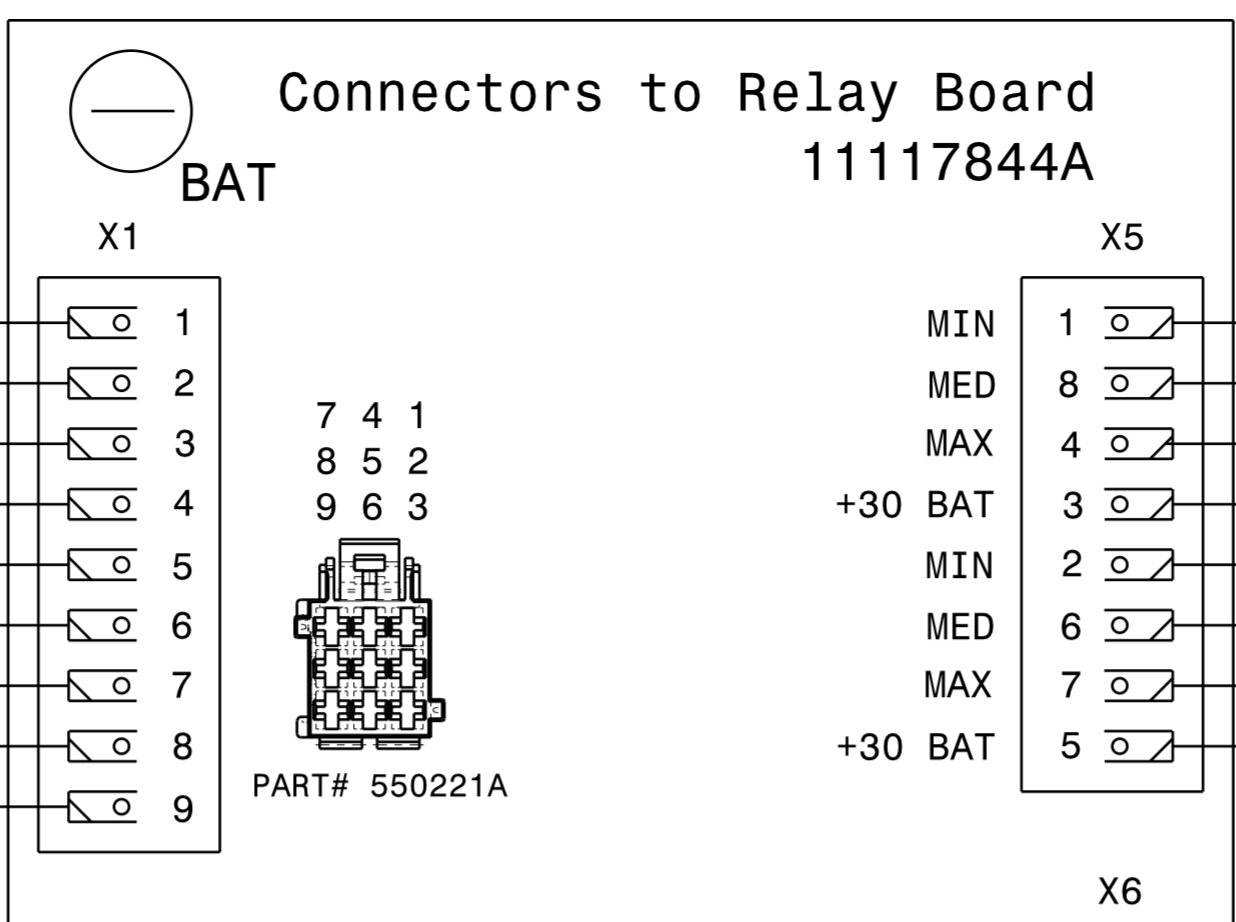 Connectors to Relay Board
11117844A
BAT
X1
1
2
3
4
5
6
7
8
9
7 4 1
8 5 2
9 6 3
PART# 550221A
X5
MIN 1
MED 8
MAX 4
+30 BAT 3
MIN 2
MED 6
MAX 7
+30 BAT 5
X6